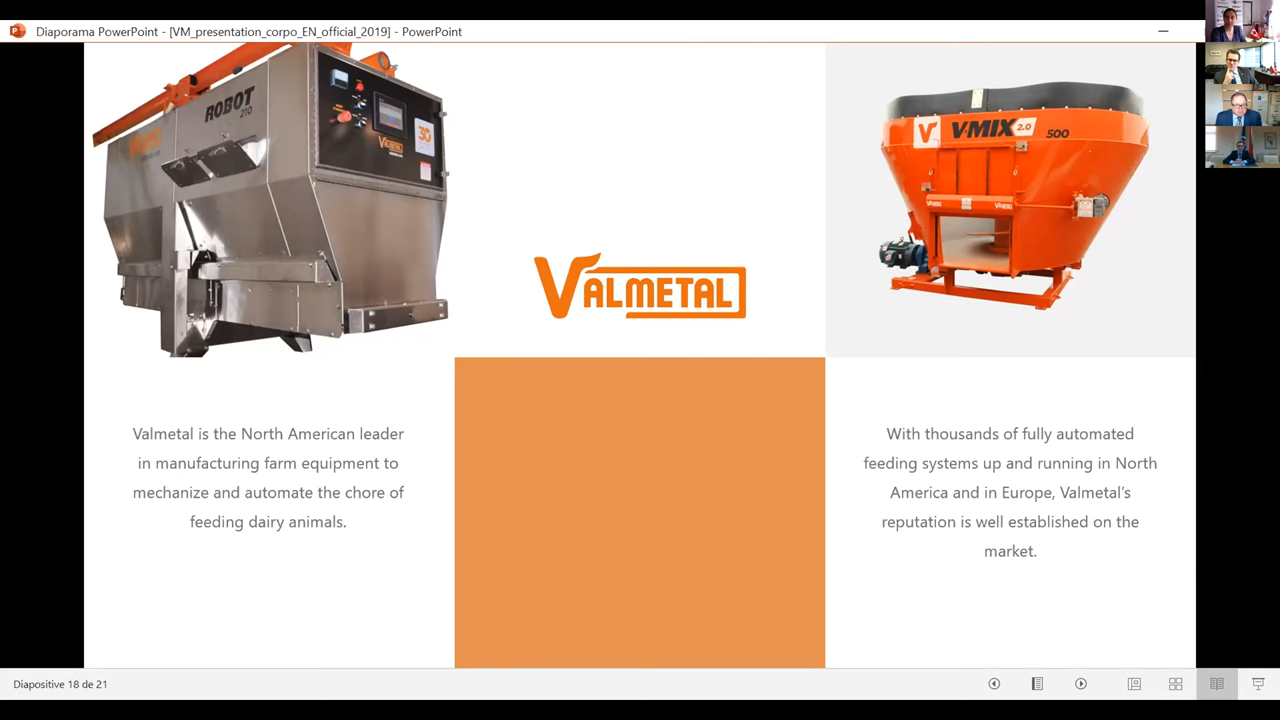 Diaporama PowerPoint - [VM_presentation_corpo_EN_official_2019] - PowerPoint
ROBOT
210
30
VALMETAL
V
VMIX 2.0 500
VALMETAL
Valmetal is the North American leader
in manufacturing farm equipment to
mechanize and automate the chore of
feeding dairy animals.
With thousands of fully automated
feeding systems up and running in North
America and in Europe, Valmetal's
reputation is well established on the
market.
Diapositive 18 de 21